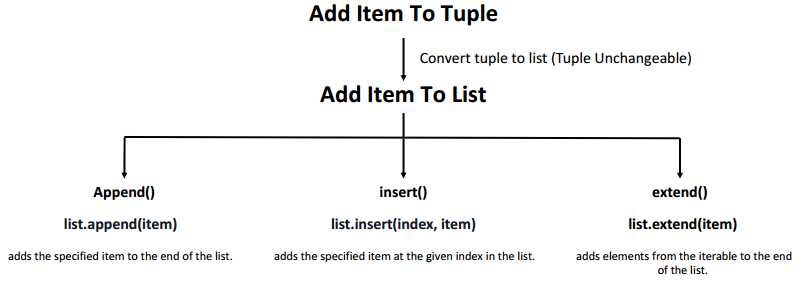 Add Item To Tuple
Convert tuple to list (Tuple Unchangeable)
Add Item To List
Append()
list.append(item)
adds the specified item to the end of the list.
insert()
list.insert(index, item)
adds the specified item at the given index in the list.
extend()
list.extend(item)
adds elements from the iterable to the end
of the list.